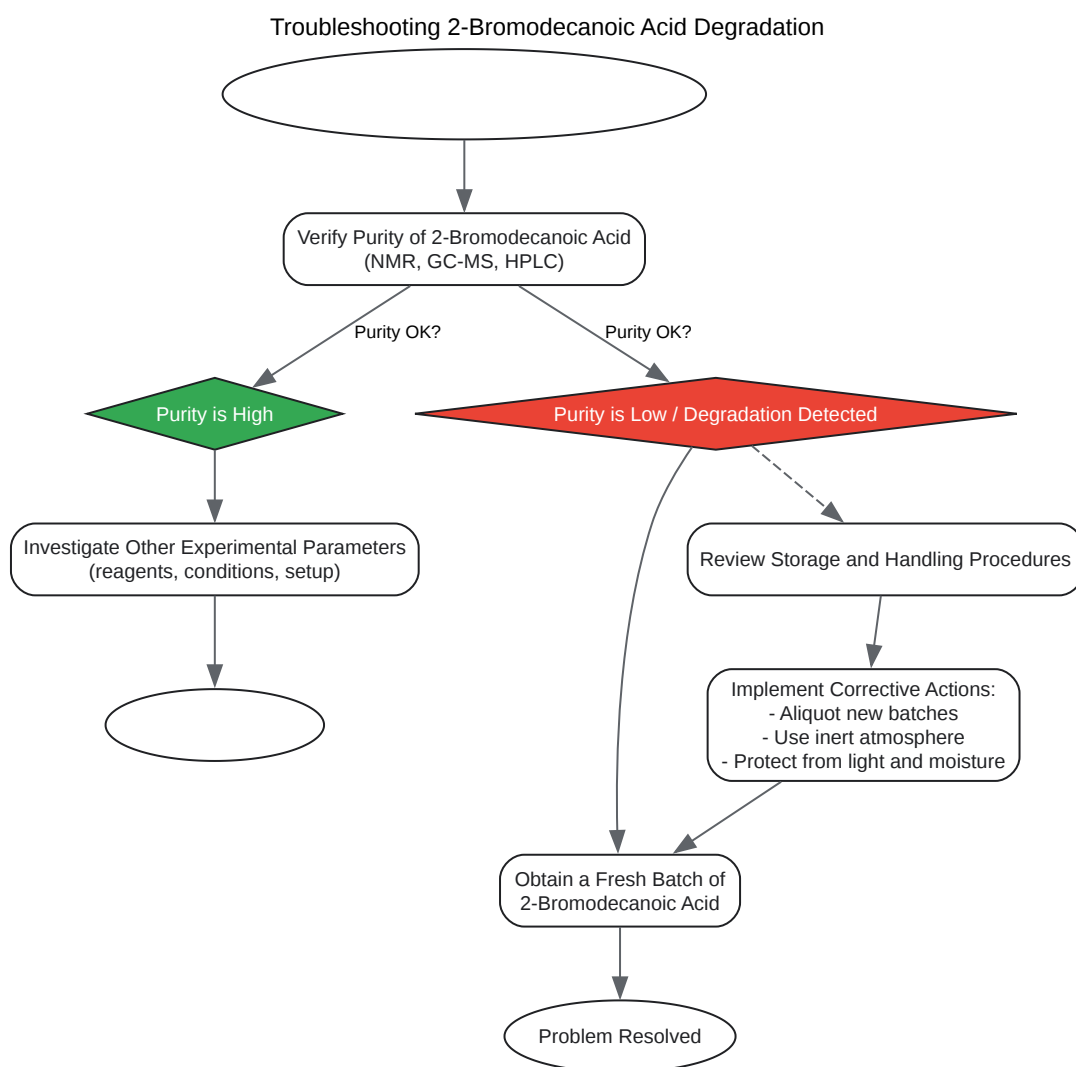 Troubleshooting 2-Bromodecanoic Acid Degradation
Verify Purity of 2-Bromodecanoic Acid
(NMR, GC-MS, HPLC)
Purity OK?
Purity OK?
Purity is High
Purity is Low / Degradation Detected
Investigate Other Experimental Parameters
(reagents, conditions, setup)
Review Storage and Handling Procedures
Implement Corrective Actions:
- Aliquot new batches
- Use inert atmosphere
- Protect from light and moisture
Obtain a Fresh Batch of
2-Bromodecanoic Acid
Problem Resolved